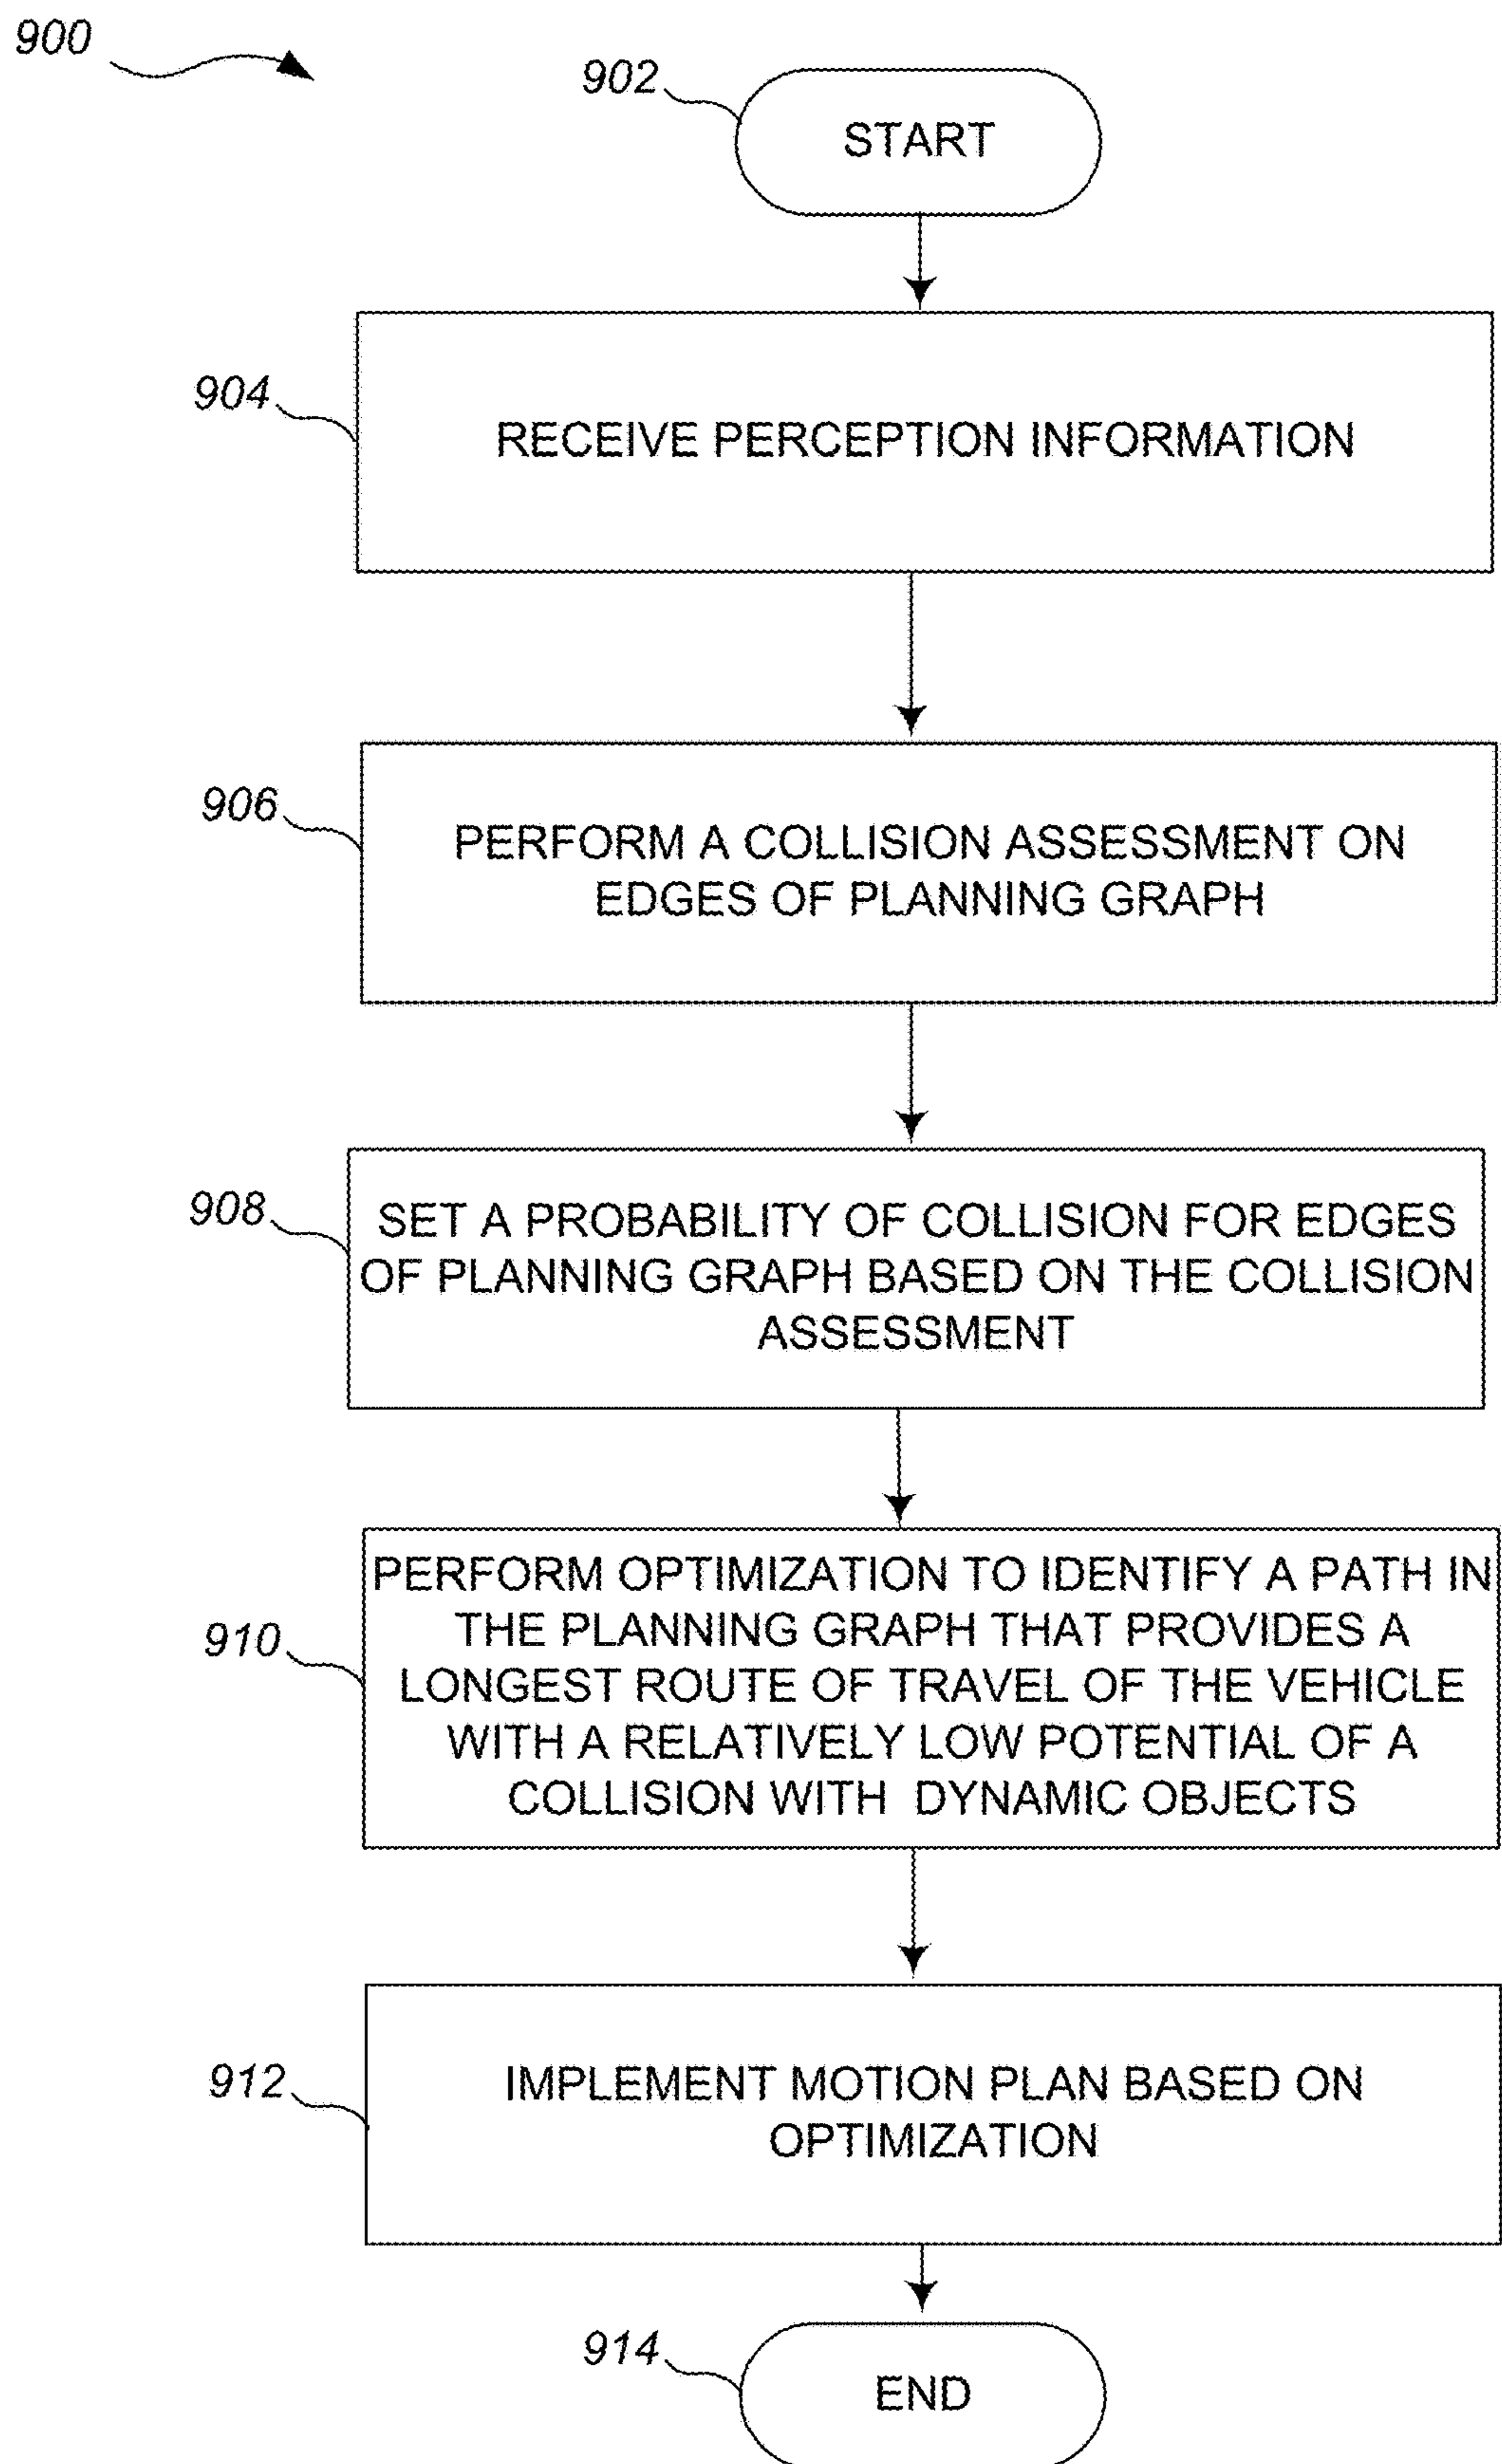 900
902
START
904
RECEIVE PERCEPTION INFORMATION
906
PERFORM A COLLISION ASSESSMENT ON
EDGES OF PLANNING GRAPH
908
SET A PROBABILITY OF COLLISION FOR EDGES
OF PLANNING GRAPH BASED ON THE COLLISION
ASSESSMENT
910
PERFORM OPTIMIZATION TO IDENTIFY A PATH IN
THE PLANNING GRAPH THAT PROVIDES A
LONGEST ROUTE OF TRAVEL OF THE VEHICLE
WITH A RELATIVELY LOW POTENTIAL OF A
COLLISION WITH DYNAMIC OBJECTS
912
IMPLEMENT MOTION PLAN BASED ON
OPTIMIZATION
914
END